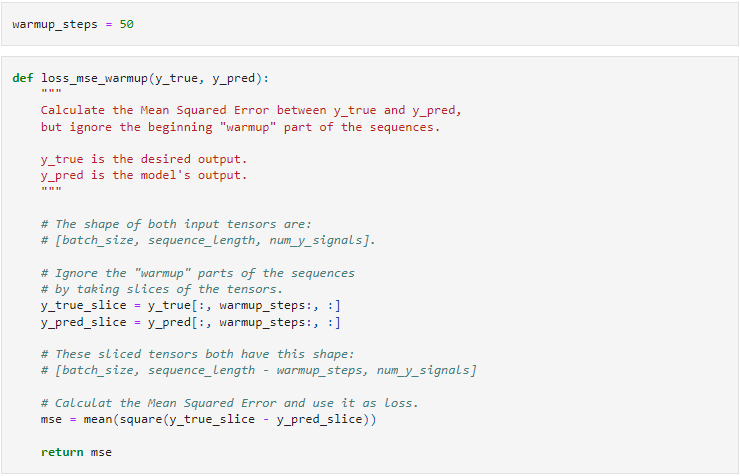 warmup_steps = 50
def loss_mse_warmup(y_true, y_pred):
    """
    Calculate the Mean Squared Error between y_true and y_pred,
    but ignore the beginning "warmup" part of the sequences.

    y_true is the desired output.
    y_pred is the model's output.
    """

    # The shape of both input tensors are:
    # [batch_size, sequence_length, num_y_signals].

    # Ignore the "warmup" parts of the sequences
    # by taking slices of the tensors.
    y_true_slice = y_true[:, warmup_steps:, :]
    y_pred_slice = y_pred[:, warmup_steps:, :]

    # These sliced tensors both have this shape:
    # [batch_size, sequence_length - warmup_steps, num_y_signals]

    # Calculat the Mean Squared Error and use it as loss.
    mse = mean(square(y_true_slice - y_pred_slice))

    return mse